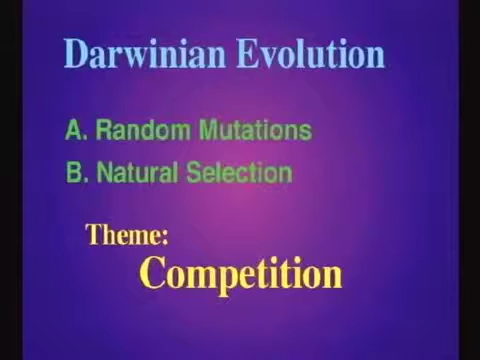 Darwinian Evolution
A. Random Mutations
B. Natural Selection
Theme:
Competition